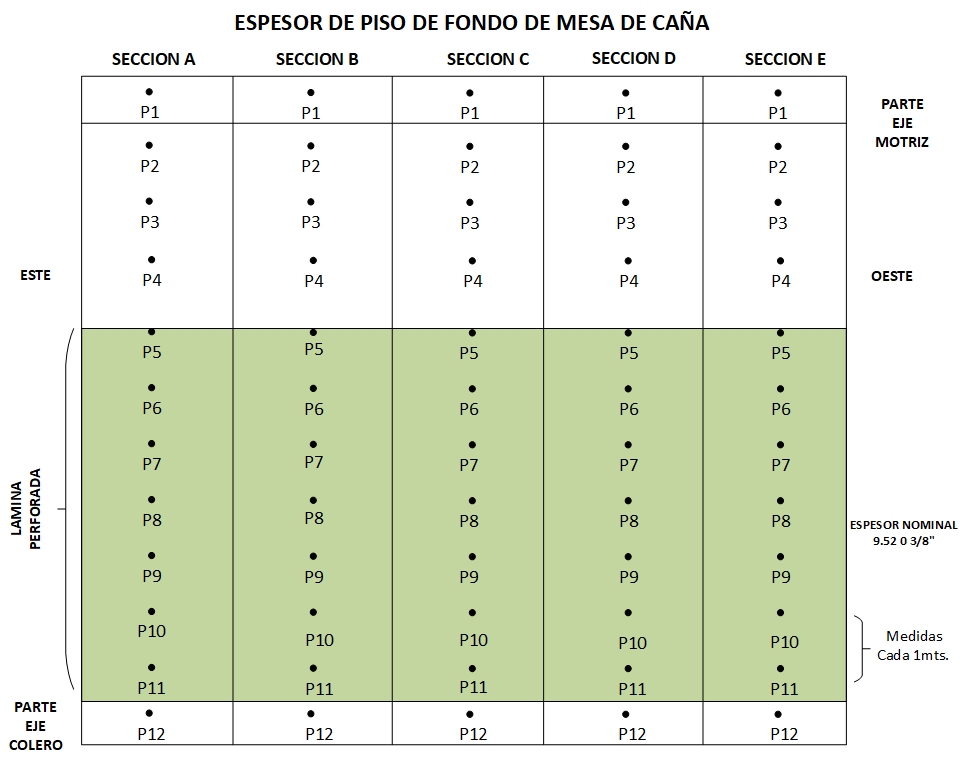 ESPESOR DE PISO DE FONDO DE MESA DE CAÑA
SECCION A SECCION B SECCION C SECCION D SECCION E
P1 P1 P1 P1 P1
PARTE
EJE
MOTRIZ
P2 P2 P2 P2 P2
P3 P3 P3 P3 P3
ESTE
P4 P4 P4 P4 P4
OESTE
P5 P5 P5 P5 P5
P6 P6 P6 P6 P6
P7 P7 P7 P7 P7
LAMINA
PERFORADA
P8 P8 P8 P8 P8
ESPESOR NOMINAL
9.52 0 3/8"
P9 P9 P9 P9 P9
P10 P10 P10 P10 P10
Medidas
Cada 1mts.
P11 P11 P11 P11 P11
PARTE
EJE
COLERO
P12 P12 P12 P12 P12